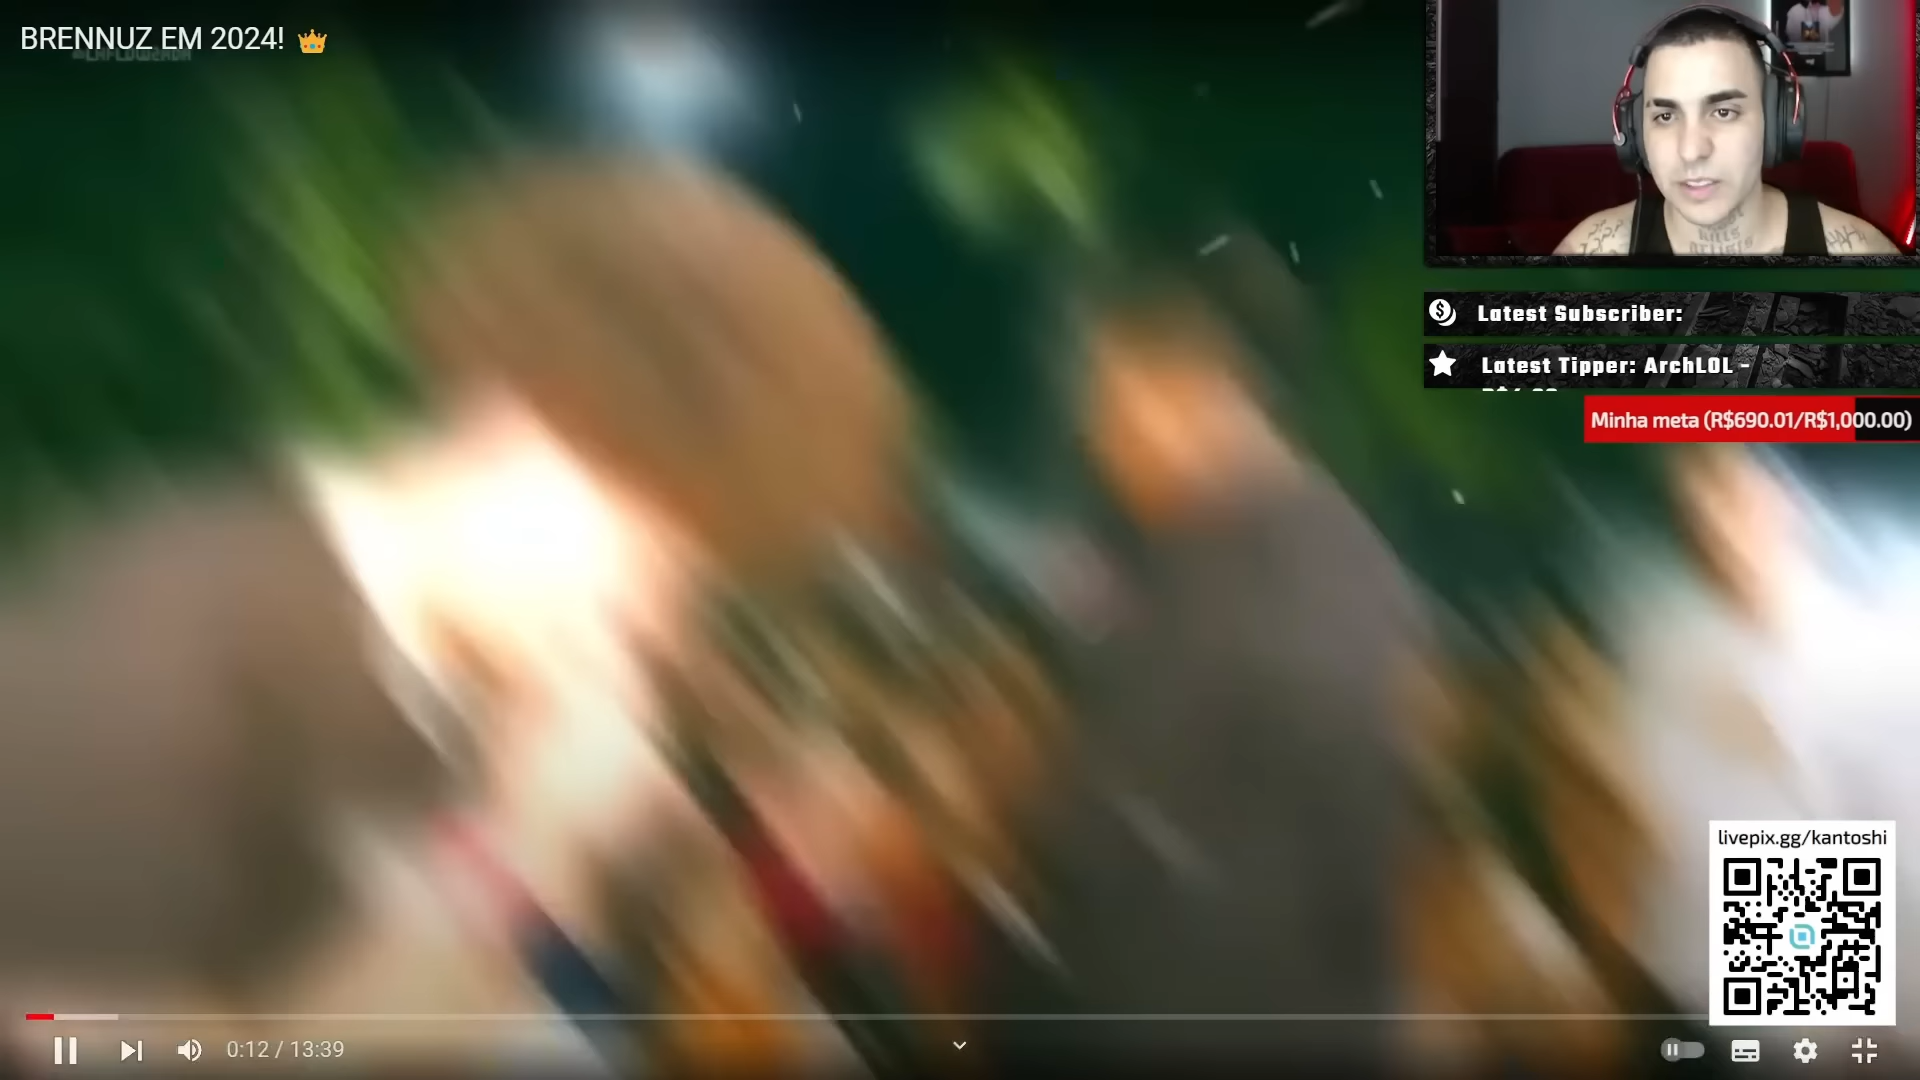 BRENNUZ EM 2024! 👑
Latest Subscriber:
Latest Tipper: ArchLOL -
Minha meta (R$690.01/R$1,000.00)
livepix.gg/kantoshi
0:12 / 13:39